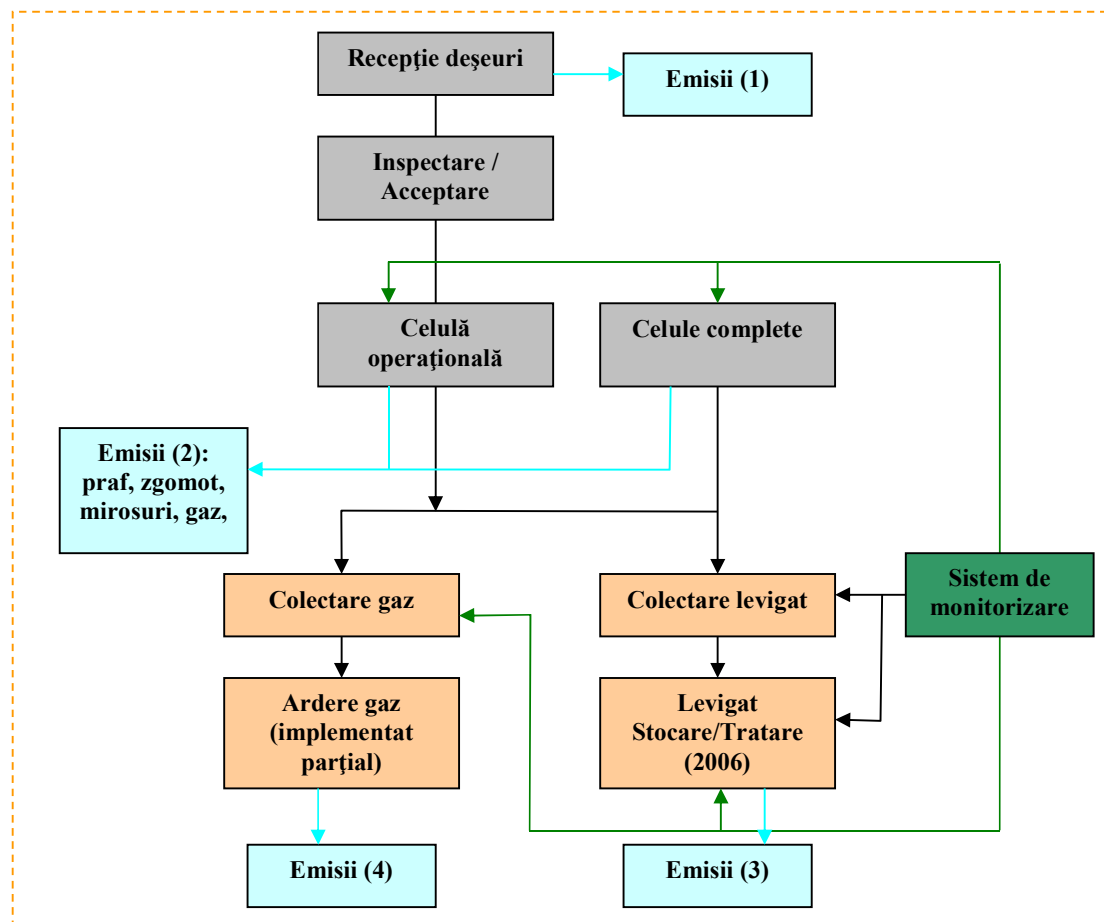 Recepţie deşeuri
Emisii (1)
Inspectare /
Acceptare
Celulă
operaţională
Celule complete
Emisii (2):
praf, zgomot,
mirosuri, gaz,
Colectare gaz
Colectare levigat
Sistem de
monitorizare
Ardere gaz
(implementat
parţial)
Levigat
Stocare/Tratare
(2006)
Emisii (4)
Emisii (3)